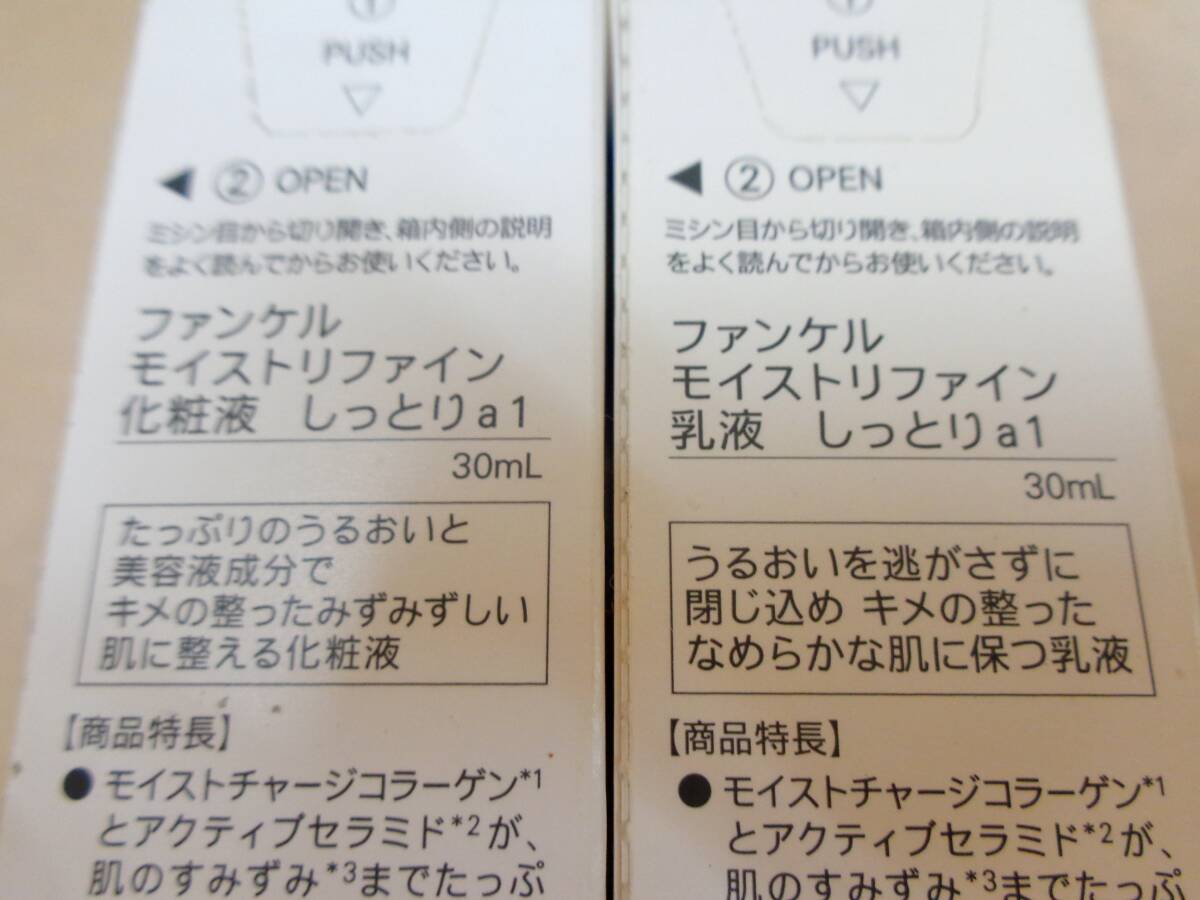 ①
PUSH
▽
◀ ② OPEN
ミシン目から切り開き、箱内側の説明
をよく読んでからお使いください。
ファンケル
モイストリファイン
化粧液 しっとりa1
30mL
たっぷりのうるおいと
美容液成分で
キメの整ったみずみずしい
肌に整える化粧液
【商品特長】
● モイストチャージコラーゲン*1
とアクティブセラミド*2が、
肌のすみずみ*3までたっぷ
①
PUSH
▽
◀ ② OPEN
ミシン目から切り開き、箱内側の説明
をよく読んでからお使いください。
ファンケル
モイストリファイン
乳液 しっとりa1
30mL
うるおいを逃がさずに
閉じ込め キメの整った
なめらかな肌に保つ乳液
【商品特長】
● モイストチャージコラーゲン*1
とアクティブセラミド*2が、
肌のすみずみ*3までたっぷ